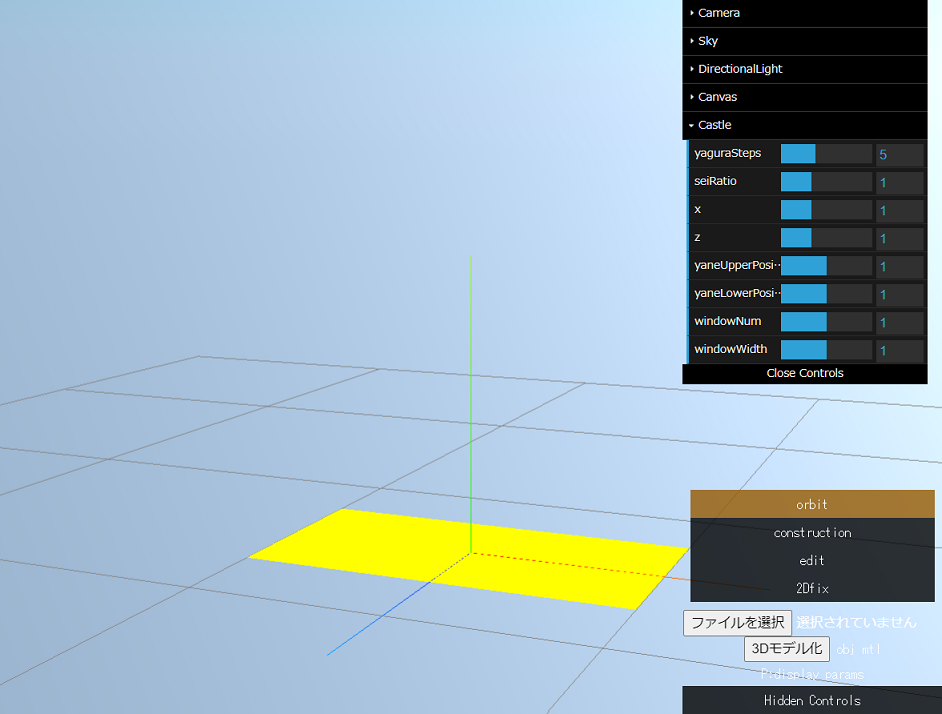 Camera
Sky
DirectionalLight
Canvas
Castle
yaguraSteps 5
seiRatio 1
x 1
z 1
yaneUpperPosi··· 1
yaneLowerPosi··· 1
windowNum 1
windowWidth 1
Close Controls
orbit
construction
edit
2Dfix
ファイルを選択 選択されていません
3Dモデル化 obj mtl
P:display params
Hidden Controls